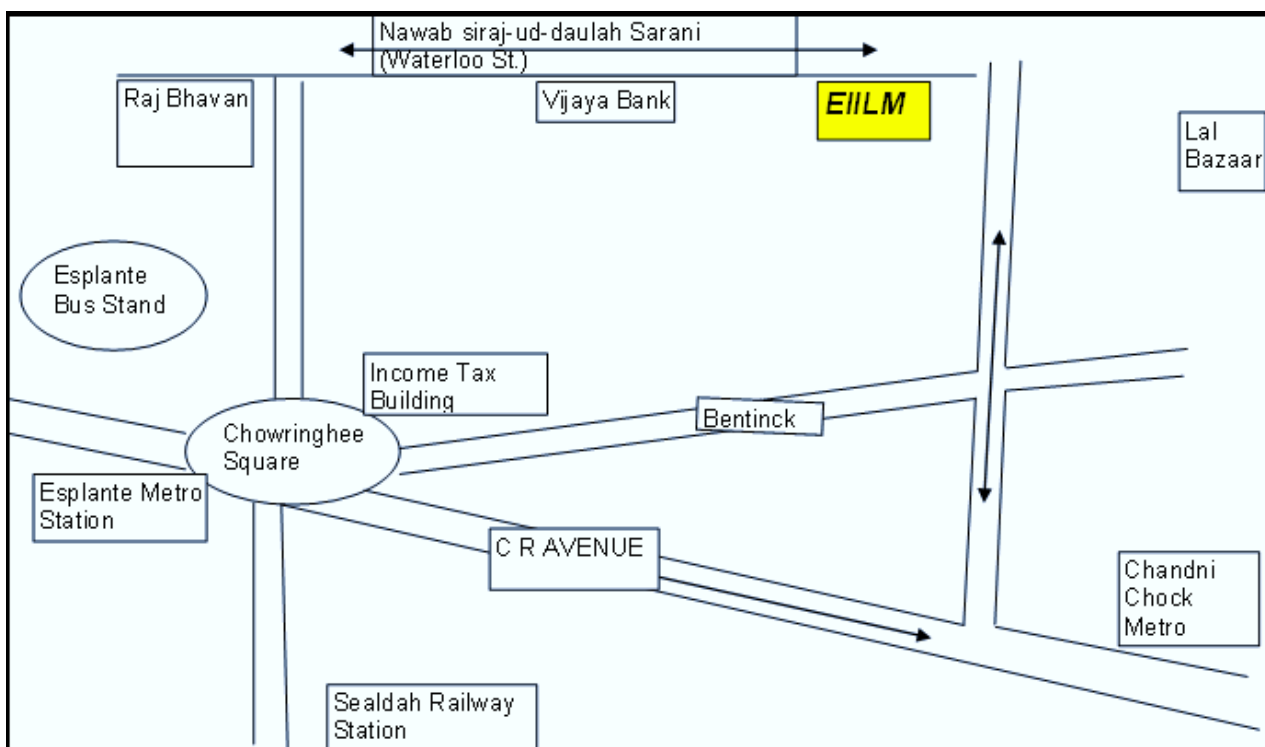 Nawab siraj-ud-daulah Sarani
(Waterloo St.)
Raj Bhavan
Vijaya Bank
EIILM
Lal
Bazaar
Esplante
Bus Stand
Income Tax
Building
Bentinck
Chowringhee
Square
Esplante Metro
Station
C R AVENUE
Chandni
Chock
Metro
Sealdah Railway
Station